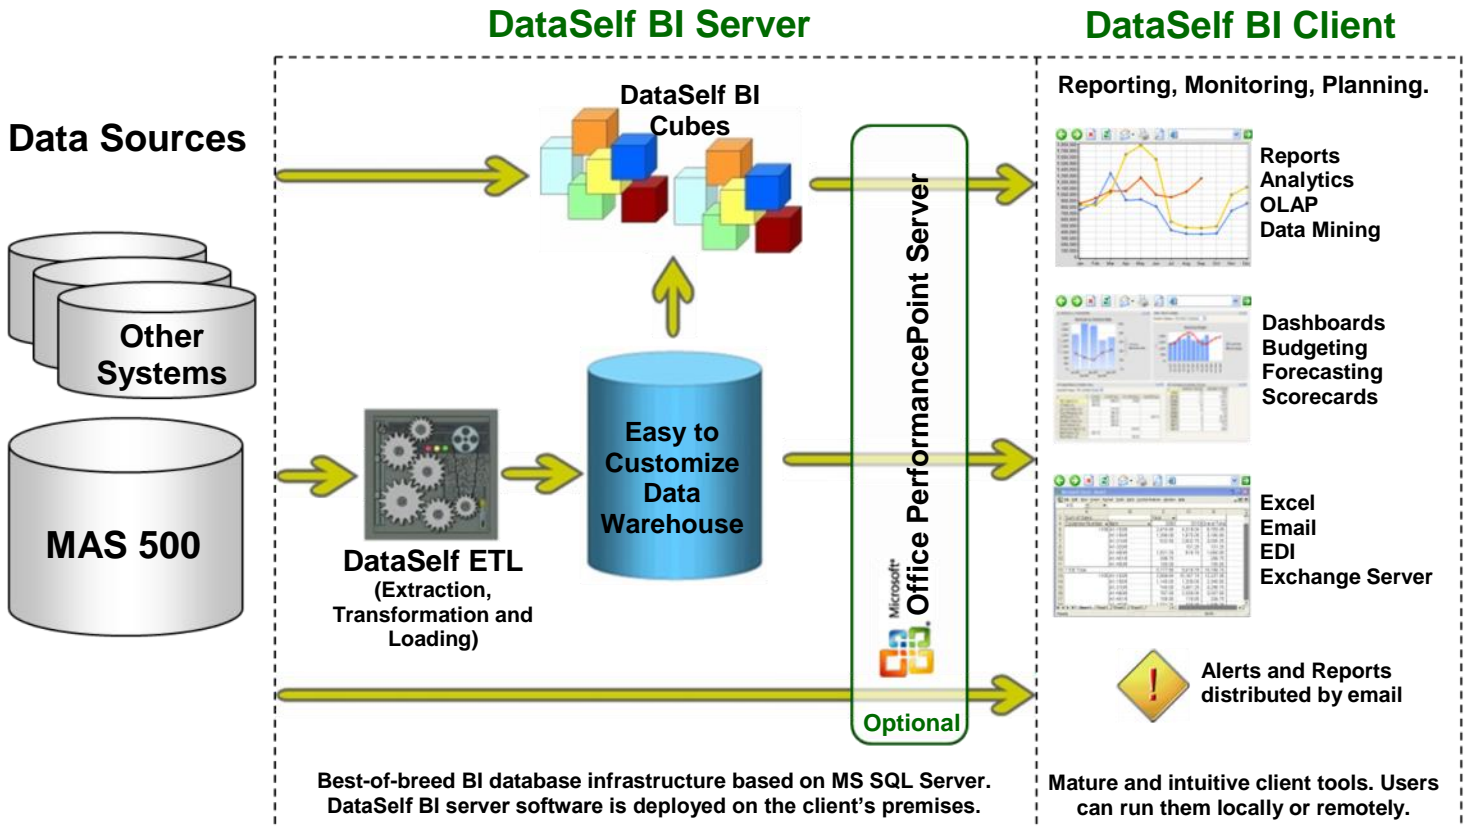 DataSelf BI Server
DataSelf BI Client
Data Sources
Other
Systems
MAS 500
DataSelf BI
Cubes
DataSelf ETL
(Extraction,
Transformation and
Loading)
Easy to
Customize
Data
Warehouse
Microsoft®
Office PerformancePoint Server
Optional
Best-of-breed BI database infrastructure based on MS SQL Server.
DataSelf BI server software is deployed on the client’s premises.
Reporting, Monitoring, Planning.
Reports
Analytics
OLAP
Data Mining
Dashboards
Budgeting
Forecasting
Scorecards
Excel
Email
EDI
Exchange Server
Alerts and Reports
distributed by email
Mature and intuitive client tools. Users
can run them locally or remotely.